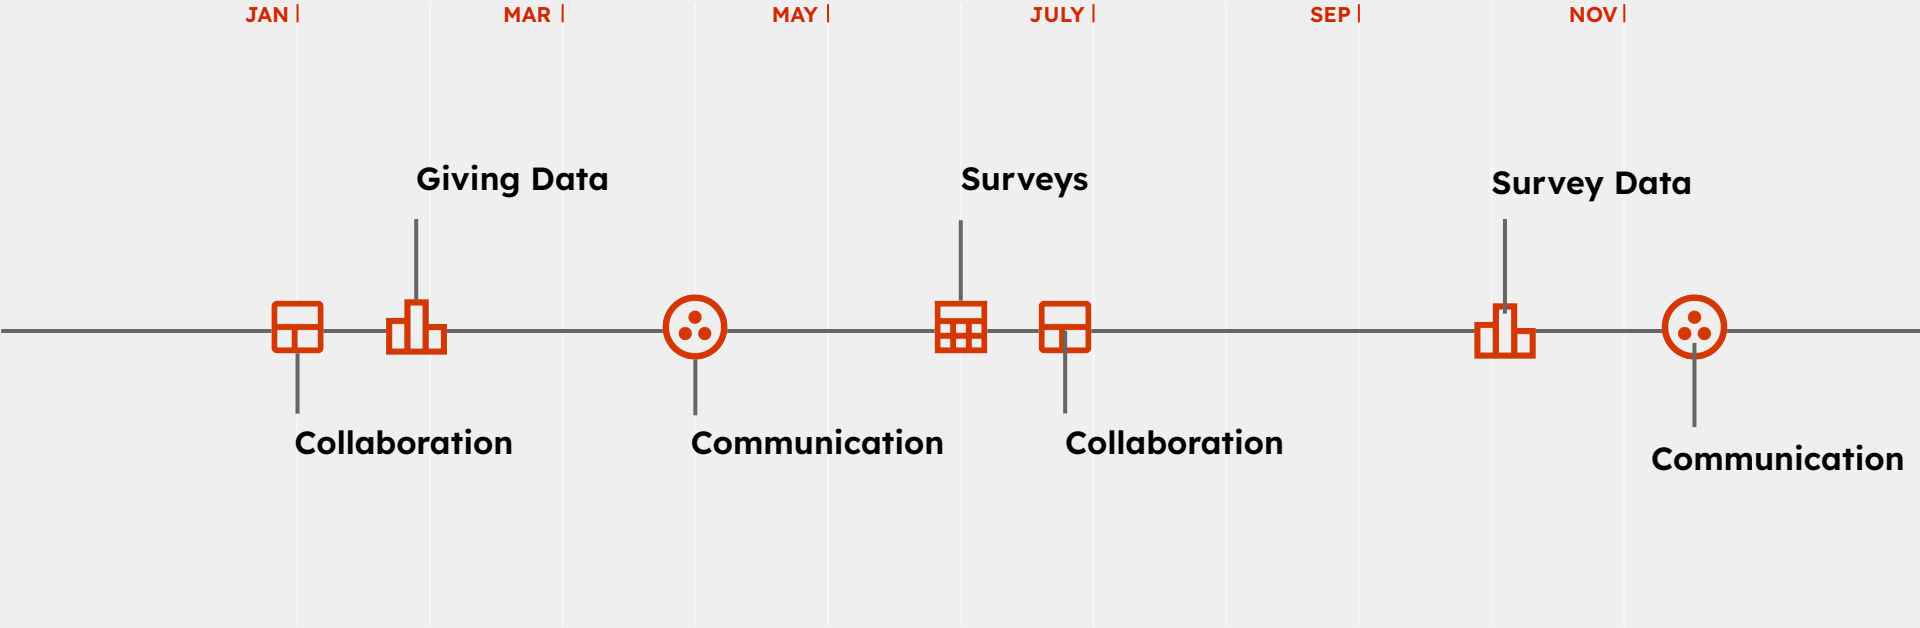 JAN
MAR
MAY
JULY
SEP
NOV
Giving Data
Surveys
Survey Data
Collaboration
Communication
Collaboration
Communication